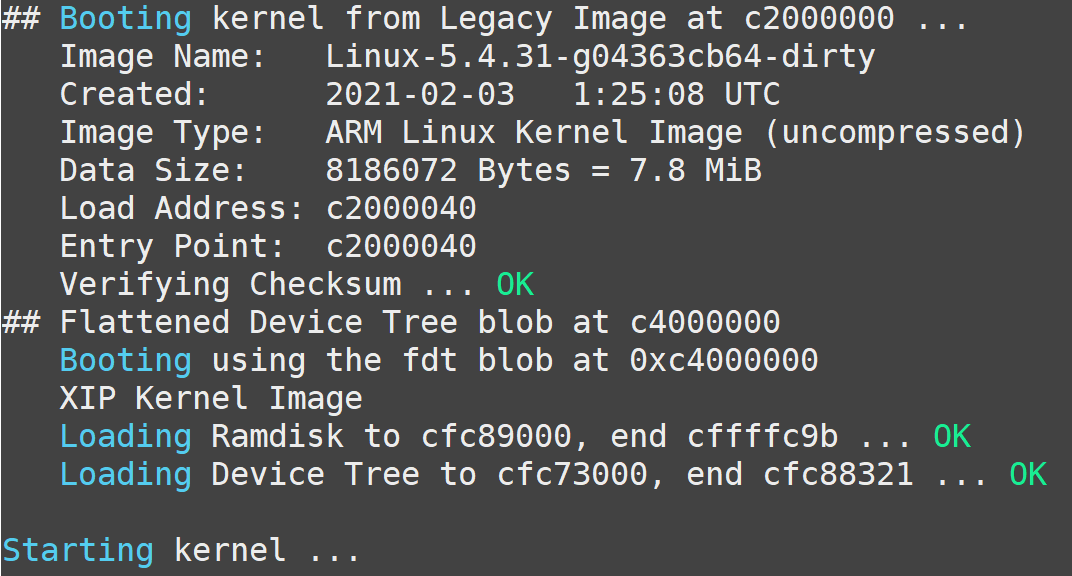 ## Booting kernel from Legacy Image at c2000000 ...
   Image Name:   Linux-5.4.31-g04363cb64-dirty
   Created:      2021-02-03   1:25:08 UTC
   Image Type:   ARM Linux Kernel Image (uncompressed)
   Data Size:    8186072 Bytes = 7.8 MiB
   Load Address: c2000040
   Entry Point:  c2000040
   Verifying Checksum ... OK
## Flattened Device Tree blob at c4000000
   Booting using the fdt blob at 0xc4000000
   XIP Kernel Image
   Loading Ramdisk to cfc89000, end cffffc9b ... OK
   Loading Device Tree to cfc73000, end cfc88321 ... OK

Starting kernel ...